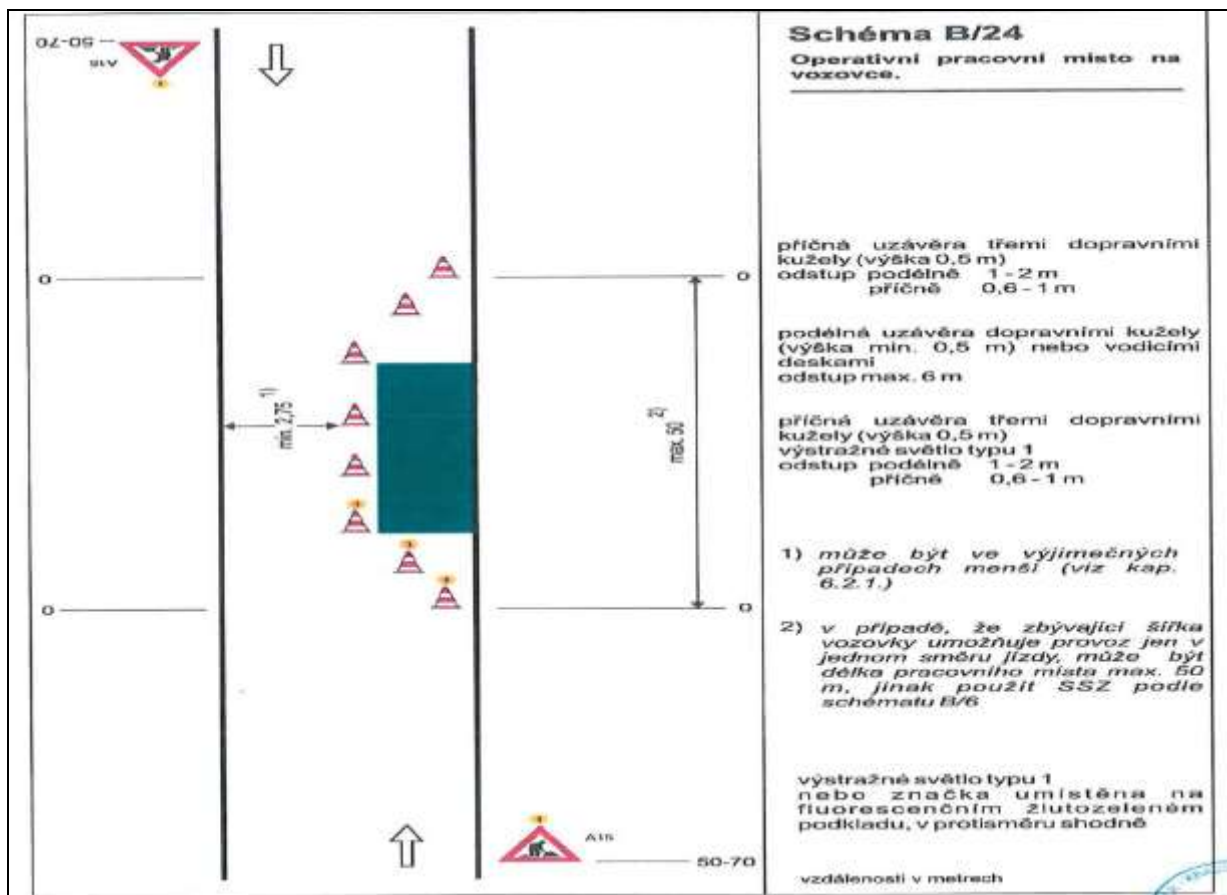 Schéma B/24
Operativní pracovní místo na
vozovce.
50-70
A15
0
0
příčná uzávěra třemi dopravními
kužely (výška 0,5 m)
odstup podélně 1 - 2 m
příčně 0,6 - 1 m
podélná uzávěra dopravními kužely
(výška min. 0,5 m) nebo vodicími
deskami
odstup max. 6 m
min. 2,75 1)
max. 50 2)
příčná uzávěra třemi dopravními
kužely (výška 0,5 m)
výstražné světlo typu 1
odstup podélně 1 - 2 m
příčně 0,6 - 1 m
1) může být ve výjimečných
případech menší (viz kap.
6.2.1.)
0
0
2) v případě, že zbývající šířka
vozovky umožňuje provoz jen v
jednom směru jízdy, může být
délka pracovního místa max. 50
m, jinak použít SSZ podle
schématu B/6
výstražné světlo typu 1
nebo značka umístěna na
fluorescenčním žlutozeleném
podkladu, v protisměru shodně
A15
50-70
vzdálenosti v metrech